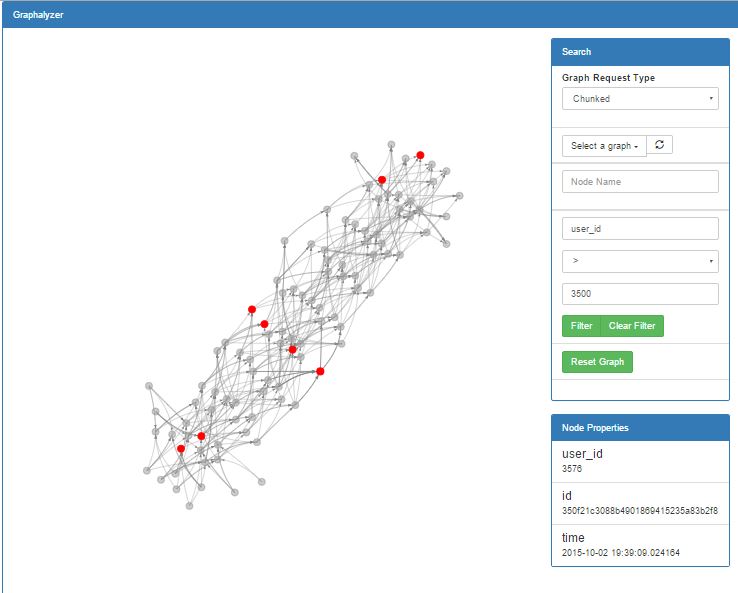 Graphalyzer
Search
Graph Request Type
Chunked
Select a graph
Node Name
user_id
>
3500
Filter Clear Filter
Reset Graph
Node Properties
user_id
3576
id
350f21c3088b4901869415235a83b2f8
time
2015-10-02 19:39:09.024164